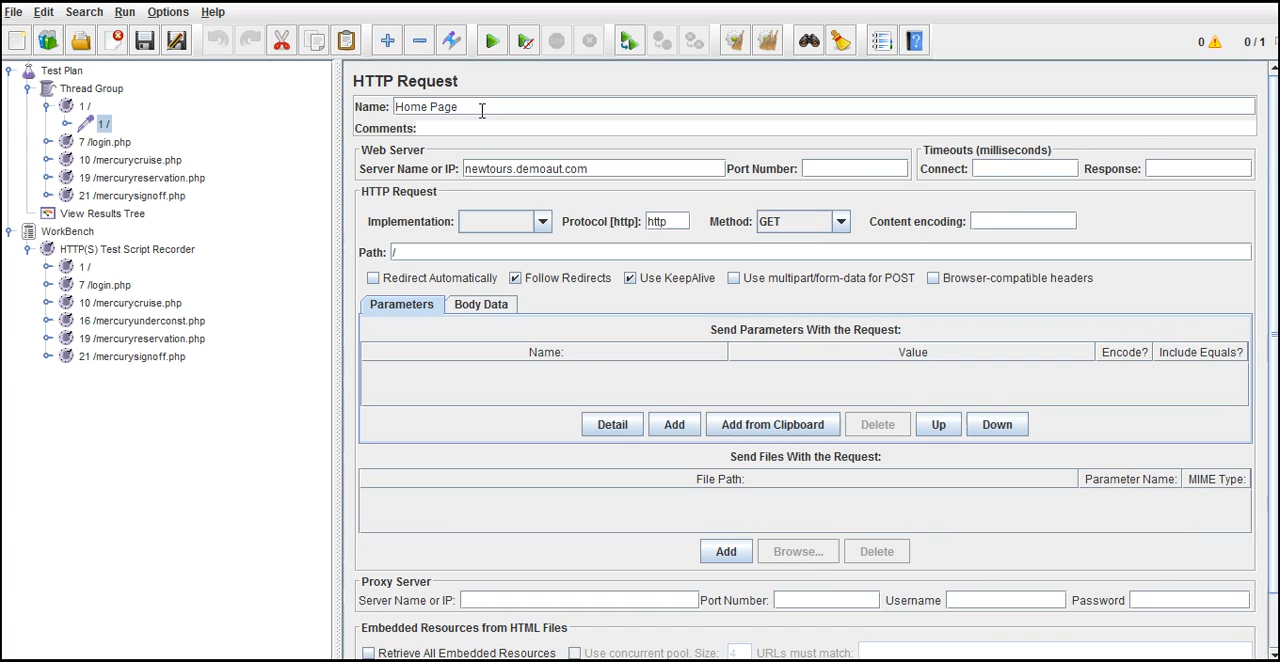 File Edit Search Run Options Help
0 0 / 1
Test Plan
Thread Group
1 /
1 /
7 /login.php
10 /mercurycruise.php
19 /mercuryreservation.php
21 /mercurysignoff.php
View Results Tree
WorkBench
HTTP(S) Test Script Recorder
1 /
7 /login.php
10 /mercurycruise.php
16 /mercuryunderconst.php
19 /mercuryreservation.php
21 /mercurysignoff.php
HTTP Request
Name: Home Page
Comments:
Web Server
Server Name or IP: newtours.demoaut.com Port Number:
Timeouts (milliseconds)
Connect: Response:
HTTP Request
Implementation: Protocol [http]: http Method: GET Content encoding:
Path: /
Redirect Automatically Follow Redirects Use KeepAlive Use multipart/form-data for POST Browser-compatible headers
Parameters Body Data
Send Parameters With the Request:
Name: Value Encode? Include Equals?
Detail Add Add from Clipboard Delete Up Down
Send Files With the Request:
File Path: Parameter Name: MIME Type:
Add Browse... Delete
Proxy Server
Server Name or IP: Port Number: Username Password
Embedded Resources from HTML Files
Retrieve All Embedded Resources Use concurrent pool. Size: 4 URLs must match: